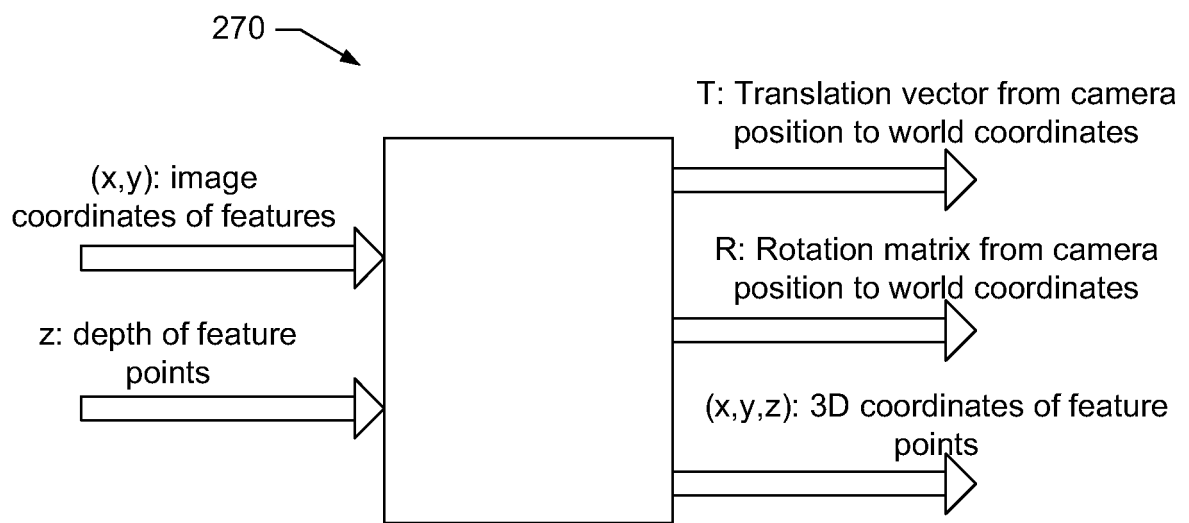 270
(x,y): image
coordinates of features
z: depth of feature
points
T: Translation vector from camera
position to world coordinates
R: Rotation matrix from camera
position to world coordinates
(x,y,z): 3D coordinates of feature
points